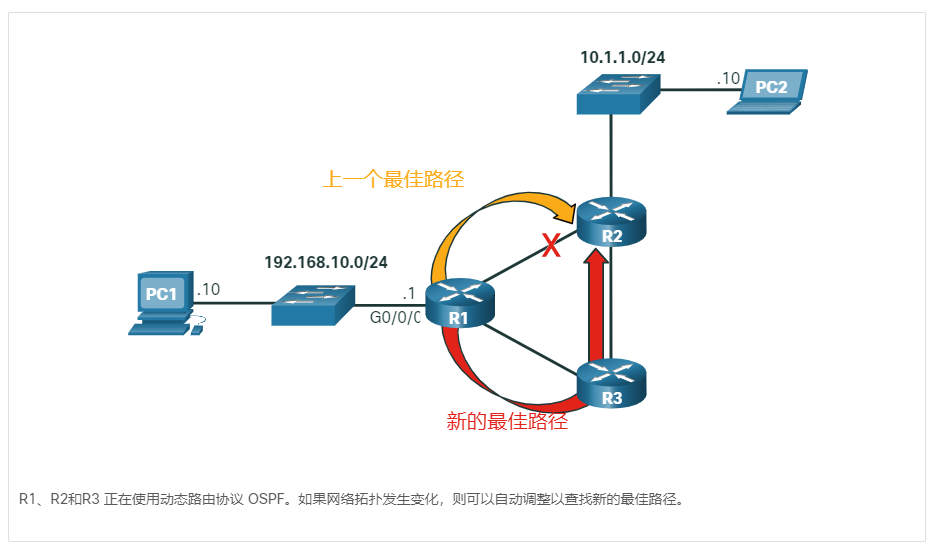 10.1.1.0/24
.10
PC2
上一个最佳路径
R2
X
192.168.10.0/24
PC1
.10
.1
G0/0/0
R1
R3
新的最佳路径
R1、R2和R3 正在使用动态路由协议 OSPF。如果网络拓扑发生变化，则可以自动调整以查找新的最佳路径。